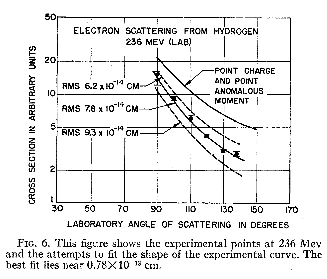 50
ELECTRON SCATTERING FROM HYDROGEN
236 MEV (LAB)
20
POINT CHARGE
AND POINT
ANOMALOUS
MOMENT
RMS 6.2 x 10⁻¹⁴ CM
10
RMS 7.8 x 10⁻¹⁴ CM
RMS 9.3 x 10⁻¹⁴ CM
5
2
1
CROSS SECTION IN ARBITRARY UNITS
30 50 70 90 110 130 150 170
LABORATORY ANGLE OF SCATTERING IN DEGREES
FIG. 6. This figure shows the experimental points at 236 Mev
and the attempts to fit the shape of the experimental curve. The
best fit lies near 0.78×10⁻¹³ cm.